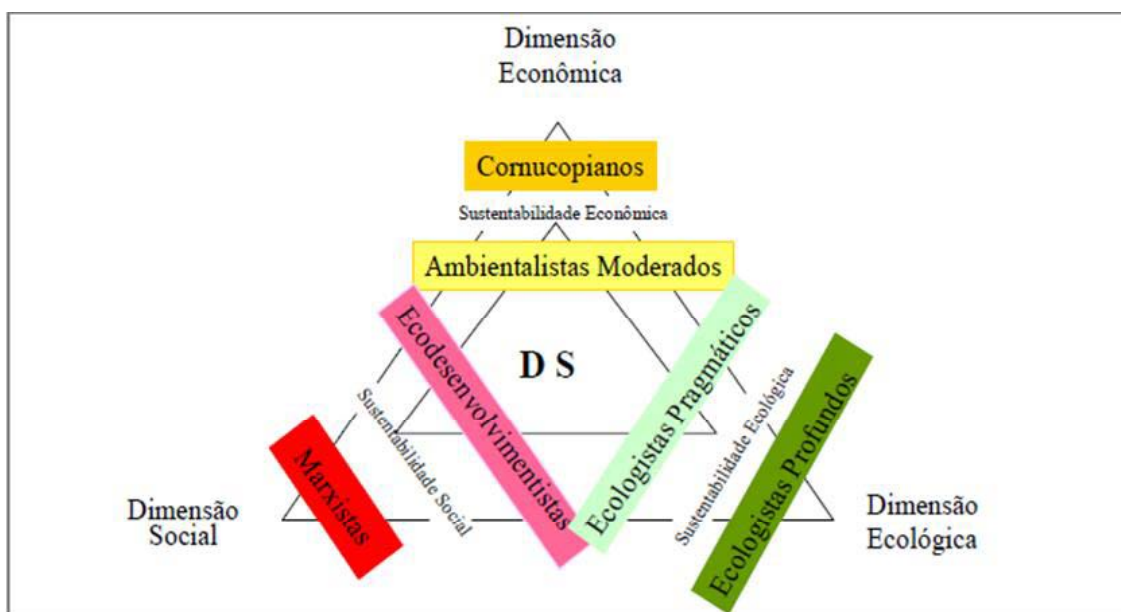 Dimensão
Econômica
Cornucopianos
Sustentabilidade Econômica
Ambientalistas Moderados
Ecodesenvolvimentistas
D S
Ecologistas Pragmáticos
Sustentabilidade Social
Sustentabilidade Ecológica
Ecologistas Profundos
Marxistas
Dimensão
Social
Dimensão
Ecológica